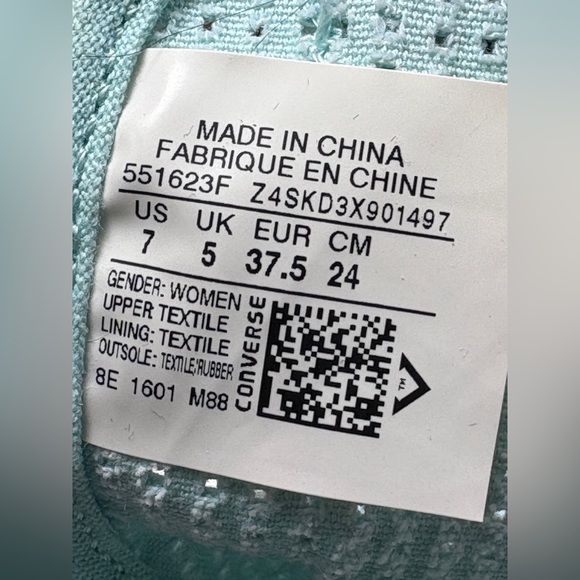 MADE IN CHINA
FABRIQUE EN CHINE
551623F Z4SKD3X901497
US UK EUR CM
7 5 37.5 24
GENDER: WOMEN
UPPER TEXTILE
LINING: TEXTILE
OUTSOLE: TEXTILE/RUBBER
8E 1601 M88
CONVERSE
TM